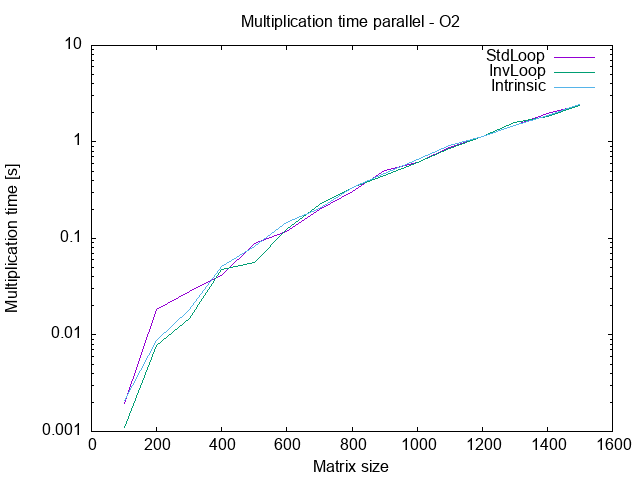 Multiplication time parallel - O2
10
1
0.1
0.01
0.001
Multiplication time [s]
StdLoop
InvLoop
Intrinsic
0 200 400 600 800 1000 1200 1400 1600
Matrix size